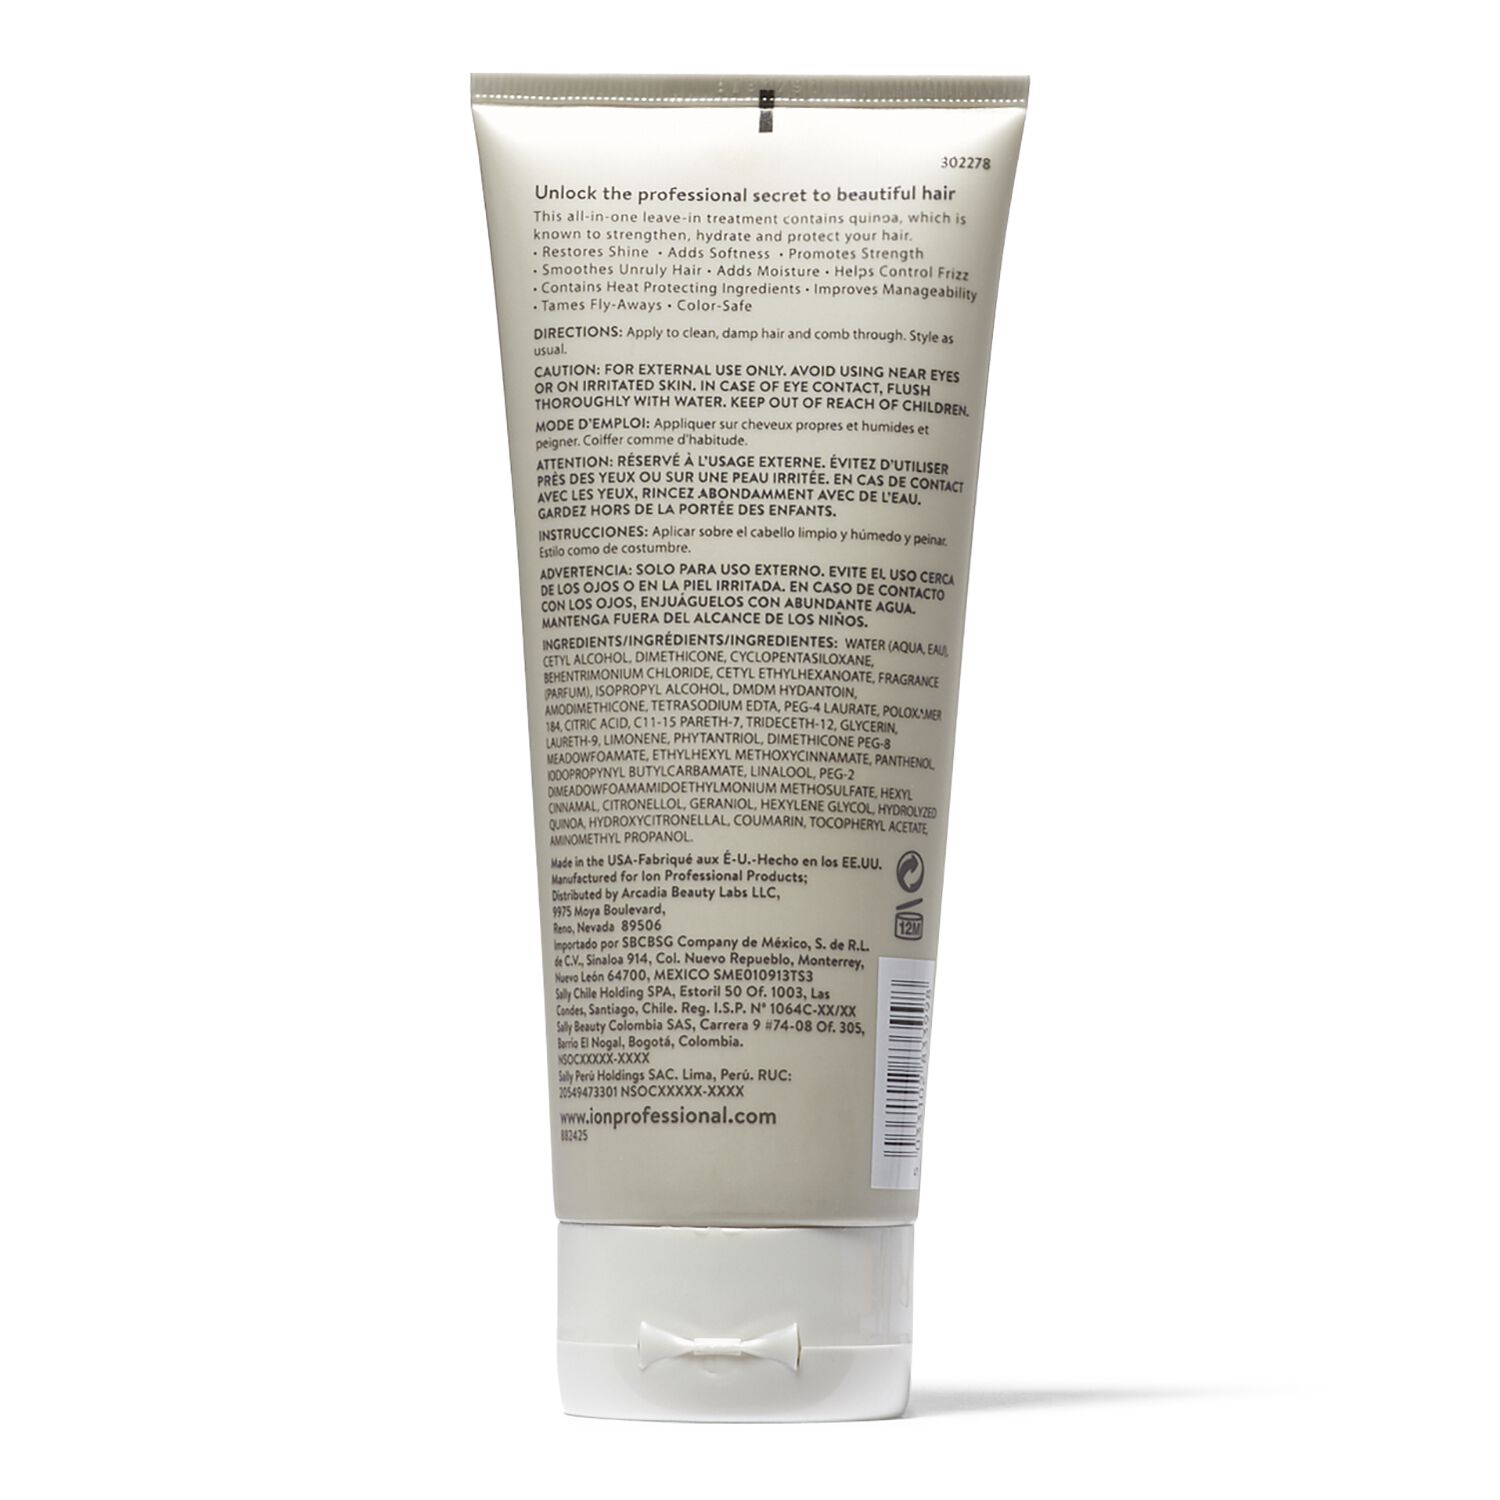 302278
Unlock the professional secret to beautiful hair
This all-in-one leave-in treatment contains quinoa, which is
known to strengthen, hydrate and protect your hair.
• Restores Shine • Adds Softness • Promotes Strength
• Smoothes Unruly Hair • Adds Moisture • Helps Control Frizz
• Contains Heat Protecting Ingredients • Improves Manageability
• Tames Fly-Aways • Color-Safe
DIRECTIONS: Apply to clean, damp hair and comb through. Style as
usual.
CAUTION: FOR EXTERNAL USE ONLY. AVOID USING NEAR EYES
OR ON IRRITATED SKIN. IN CASE OF EYE CONTACT, FLUSH
THOROUGHLY WITH WATER. KEEP OUT OF REACH OF CHILDREN.
MODE D'EMPLOI: Appliquer sur cheveux propres et humides et
peigner. Coiffer comme d'habitude.
ATTENTION: RÉSERVÉ À L'USAGE EXTERNE. ÉVITEZ D'UTILISER
PRÈS DES YEUX OU SUR UNE PEAU IRRITÉE. EN CAS DE CONTACT
AVEC LES YEUX, RINCEZ ABONDAMMENT AVEC DE L'EAU.
GARDEZ HORS DE LA PORTÉE DES ENFANTS.
INSTRUCCIONES: Aplicar sobre el cabello limpio y húmedo y peinar.
Estilo como de costumbre.
ADVERTENCIA: SOLO PARA USO EXTERNO. EVITE EL USO CERCA
DE LOS OJOS O EN LA PIEL IRRITADA. EN CASO DE CONTACTO
CON LOS OJOS, ENJUÁGUELOS CON ABUNDANTE AGUA.
MANTENGA FUERA DEL ALCANCE DE LOS NIÑOS.
INGREDIENTS/INGRÉDIENTS/INGREDIENTES: WATER (AQUA, EAU),
CETYL ALCOHOL, DIMETHICONE, CYCLOPENTASILOXANE,
BEHENTRIMONIUM CHLORIDE, CETYL ETHYLHEXANOATE, FRAGRANCE
(PARFUM), ISOPROPYL ALCOHOL, DMDM HYDANTOIN,
AMODIMETHICONE, TETRASODIUM EDTA, PEG-4 LAURATE, POLOXAMER
184, CITRIC ACID, C11-15 PARETH-7, TRIDECETH-12, GLYCERIN,
LAURETH-9, LIMONENE, PHYTANTRIOL, DIMETHICONE PEG-8
MEADOWFOAMATE, ETHYLHEXYL METHOXYCINNAMATE, PANTHENOL,
IODOPROPYNYL BUTYLCARBAMATE, LINALOOL, PEG-2
DIMEADOWFOAMAMIDOETHYLMONIUM METHOSULFATE, HEXYL
CINNAMAL, CITRONELLOL, GERANIOL, HEXYLENE GLYCOL, HYDROLYZED
QUINOA, HYDROXYCITRONELLAL, COUMARIN, TOCOPHERYL ACETATE,
AMINOMETHYL PROPANOL.
Made in the USA-Fabriqué aux É-U.-Hecho en los EE.UU.
Manufactured for Ion Professional Products;
Distributed by Arcadia Beauty Labs LLC,
9975 Moya Boulevard,
Reno, Nevada 89506
Importado por SBCBSG Company de México, S. de R.L.
de C.V., Sinaloa 914, Col. Nuevo Repueblo, Monterrey,
Nuevo León 64700, MEXICO SME010913TS3
Sally Chile Holding SPA, Estoril 50 Of. 1003, Las
Condes, Santiago, Chile. Reg. I.S.P. N° 1064C-XX/XX
Sally Beauty Colombia SAS, Carrera 9 #74-08 Of. 305,
Barrio El Nogal, Bogotá, Colombia.
NSOCXXXXX-XXXX
Sally Perú Holdings SAC. Lima, Perú. RUC:
20549473301 NSOCXXXXX-XXXX
www.ionprofessional.com
882425
12M